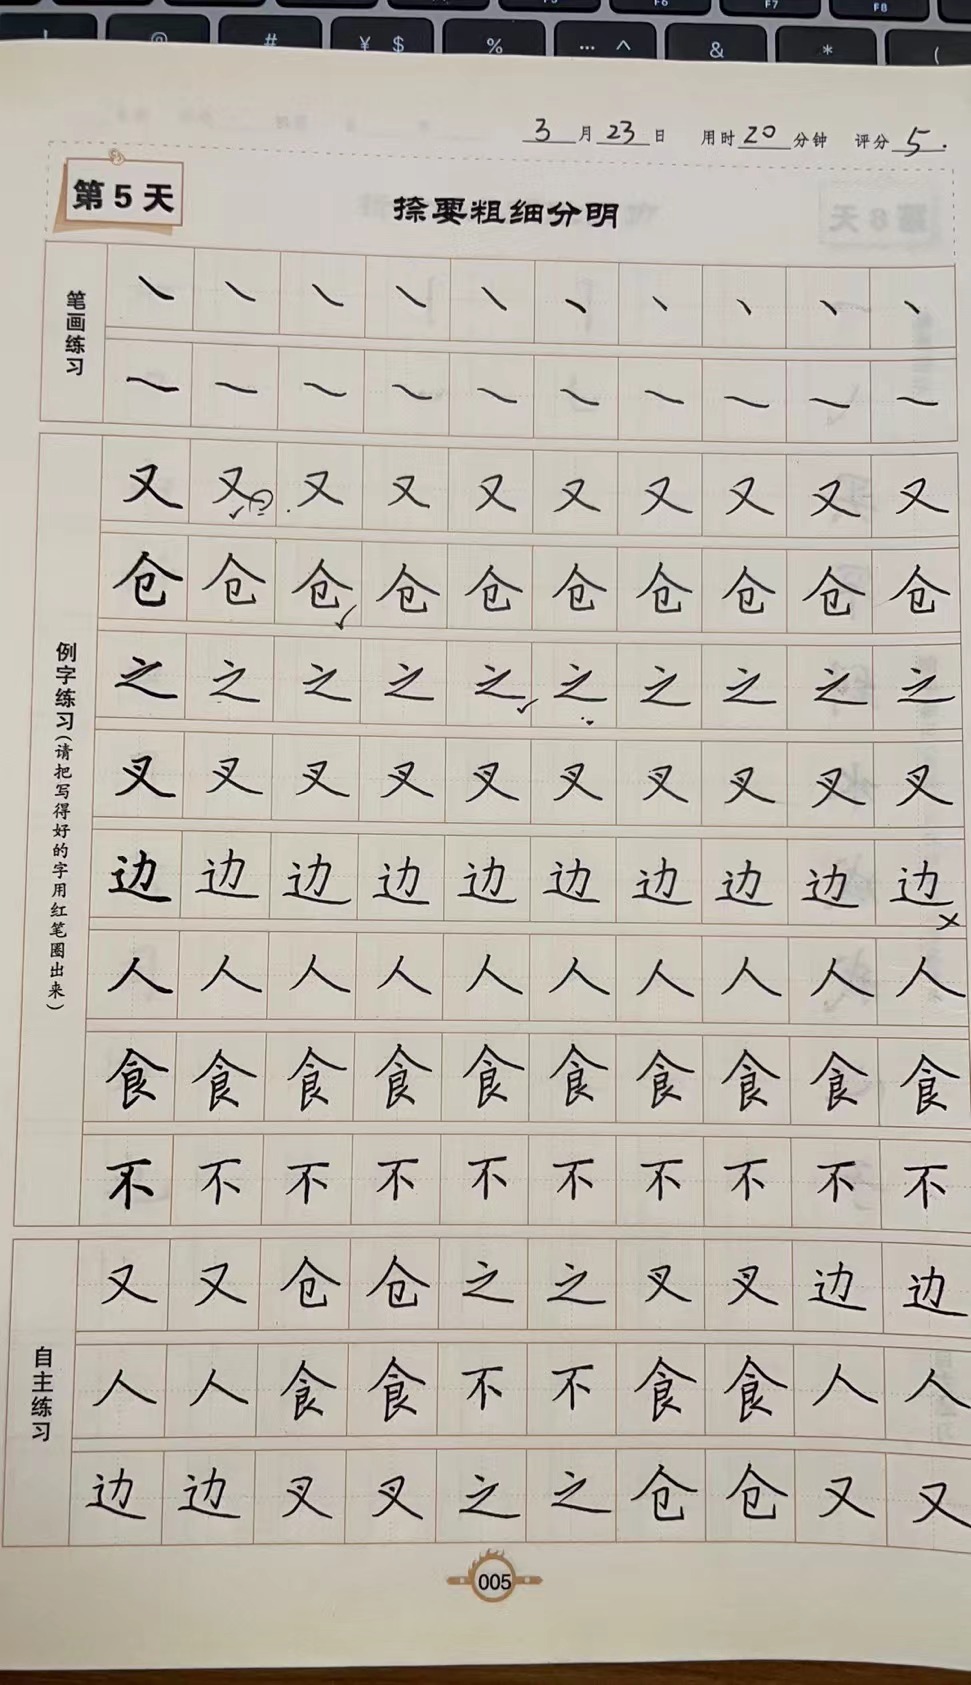 ! @ # ¥ $ % … ^ & * (
F6 F7 F8
3月23日 用时20分钟 评分5.
第5天
捺要粗细分明
笔画练习
例字练习（请把写得好的字用红笔圈出来）
又又又又又又又又又又
仓仓仓仓仓仓仓仓仓仓
之之之之之之之之之之
叉叉叉叉叉叉叉叉叉叉
边边边边边边边边边边
人人人人人人人人人人
食食食食食食食食食食
不不不不不不不不不不
自主练习
又又仓仓之之叉叉边边
人人食食不不食食人人
边边叉叉之之仓仓又又
005